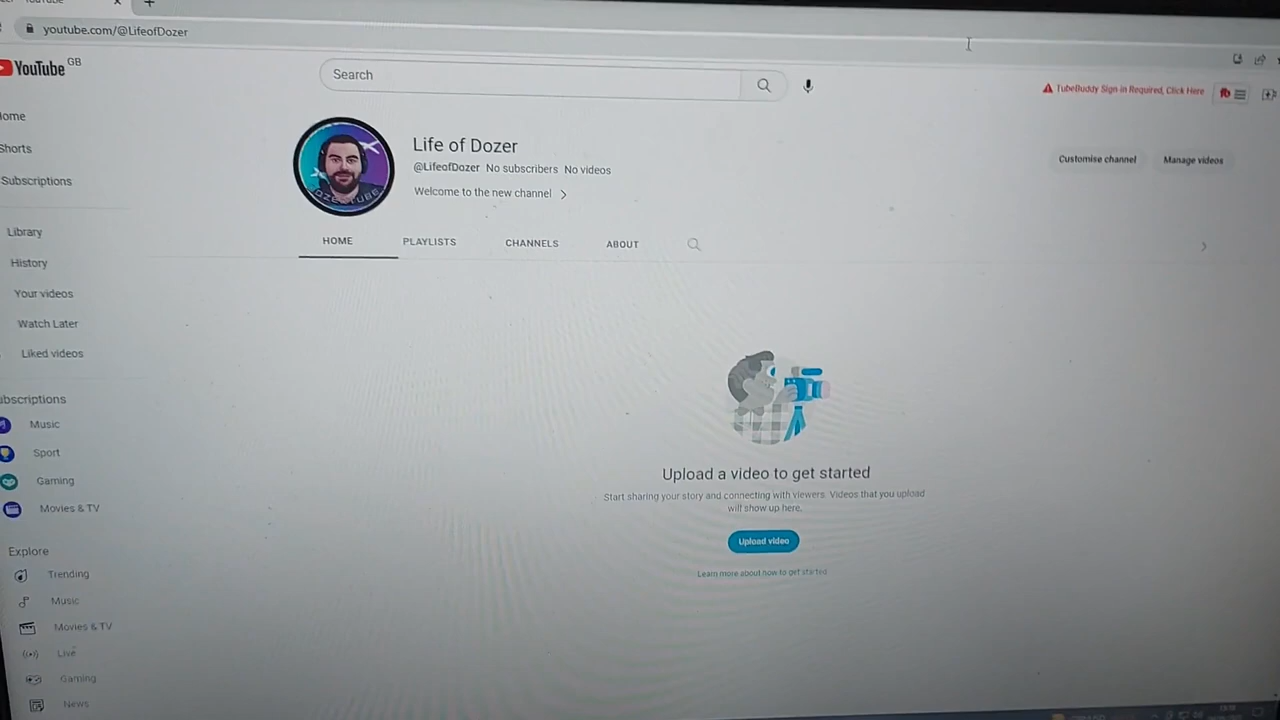 youtube.com/@LifeofDozer
YouTube GB
Search
TubeBuddy Sign-in Required, Click Here
Home
Shorts
Subscriptions
Library
History
Your videos
Watch Later
Liked videos
Subscriptions
Music
Sport
Gaming
Movies & TV
Explore
Trending
Music
Movies & TV
Live
Gaming
News
Life of Dozer
@LifeofDozer No subscribers No videos
Welcome to the new channel
Customise channel
Manage videos
DOZERTUBE
HOME
PLAYLISTS
CHANNELS
ABOUT
Upload a video to get started
Start sharing your story and connecting with viewers. Videos that you upload
will show up here.
Upload video
Learn more about how to get started